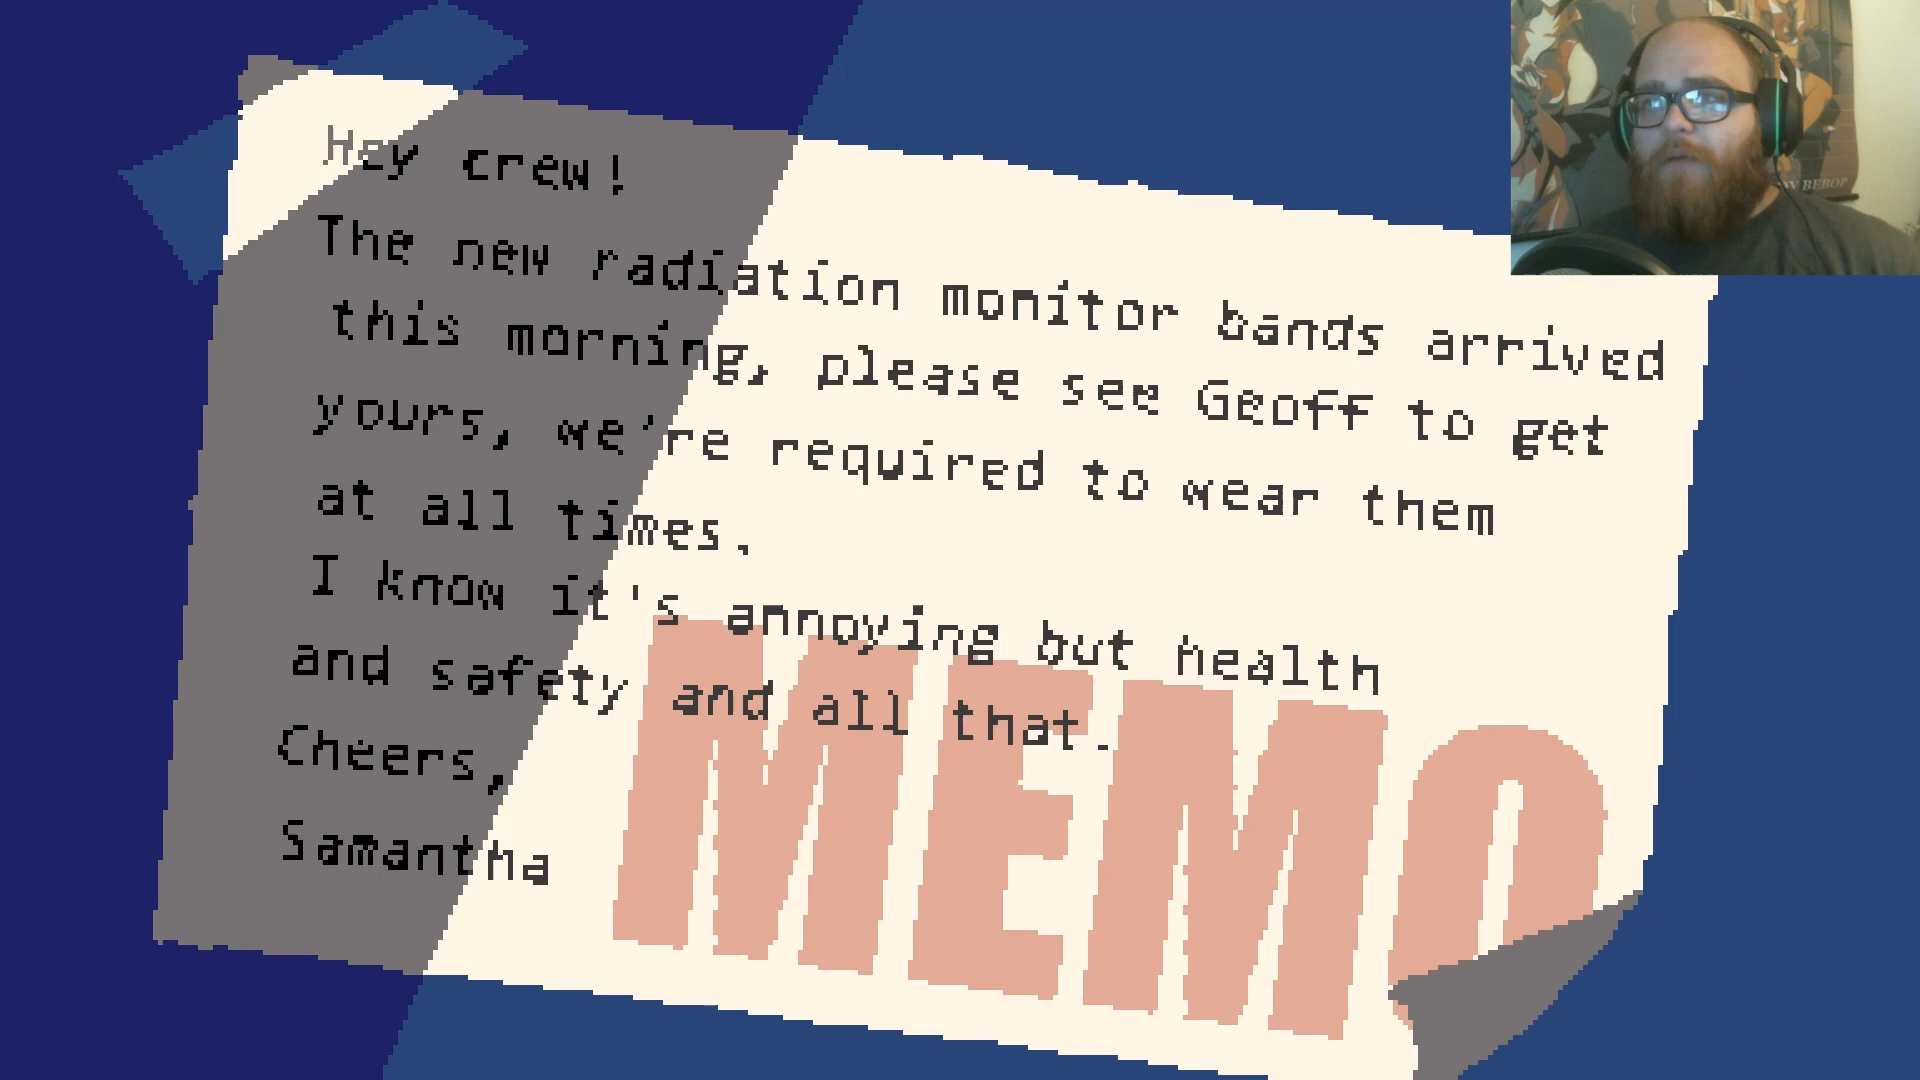 Hey crew!
The new radiation monitor bands arrived
this morning, please see Geoff to get
yours, we're required to wear them
at all times.
I know it's annoying but health
and safety and all that.
Cheers,
Samantha
MEMO
BEBOP